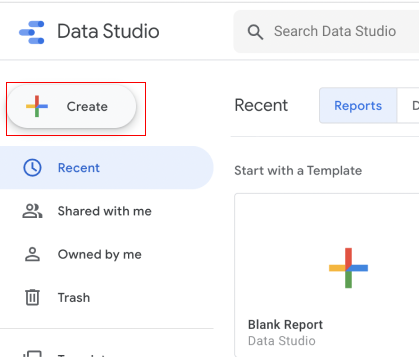 Data Studio
Search Data Studio
Create
Recent
Shared with me
Owned by me
Trash
Recent
Reports
Start with a Template
Blank Report
Data Studio